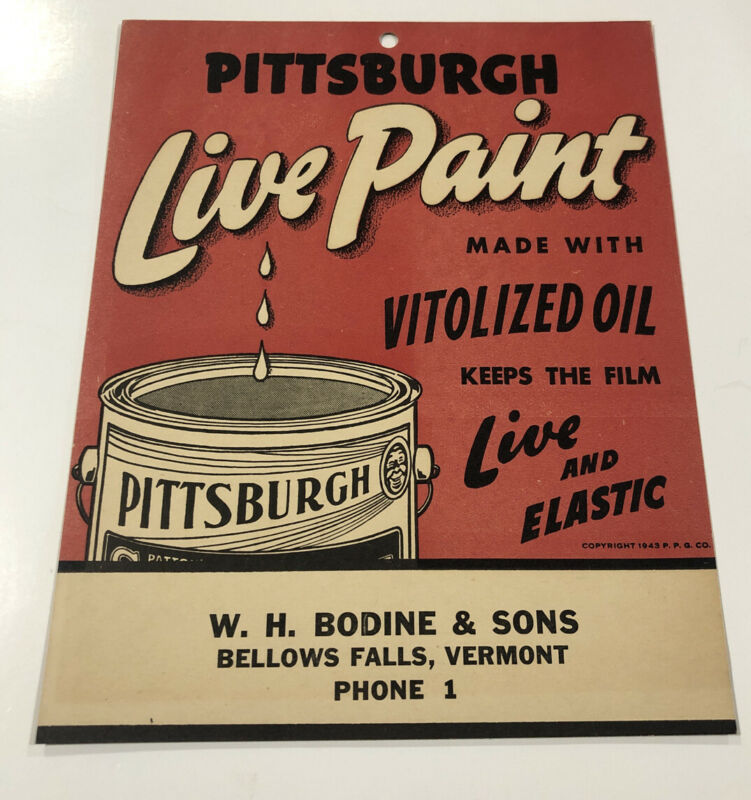 PITTSBURGH
Live Paint
MADE WITH
VITOLIZED OIL
KEEPS THE FILM
Live
AND
ELASTIC
PITTSBURGH
COPYRIGHT 1943 P. P. G. CO.
W. H. BODINE & SONS
BELLOWS FALLS, VERMONT
PHONE 1